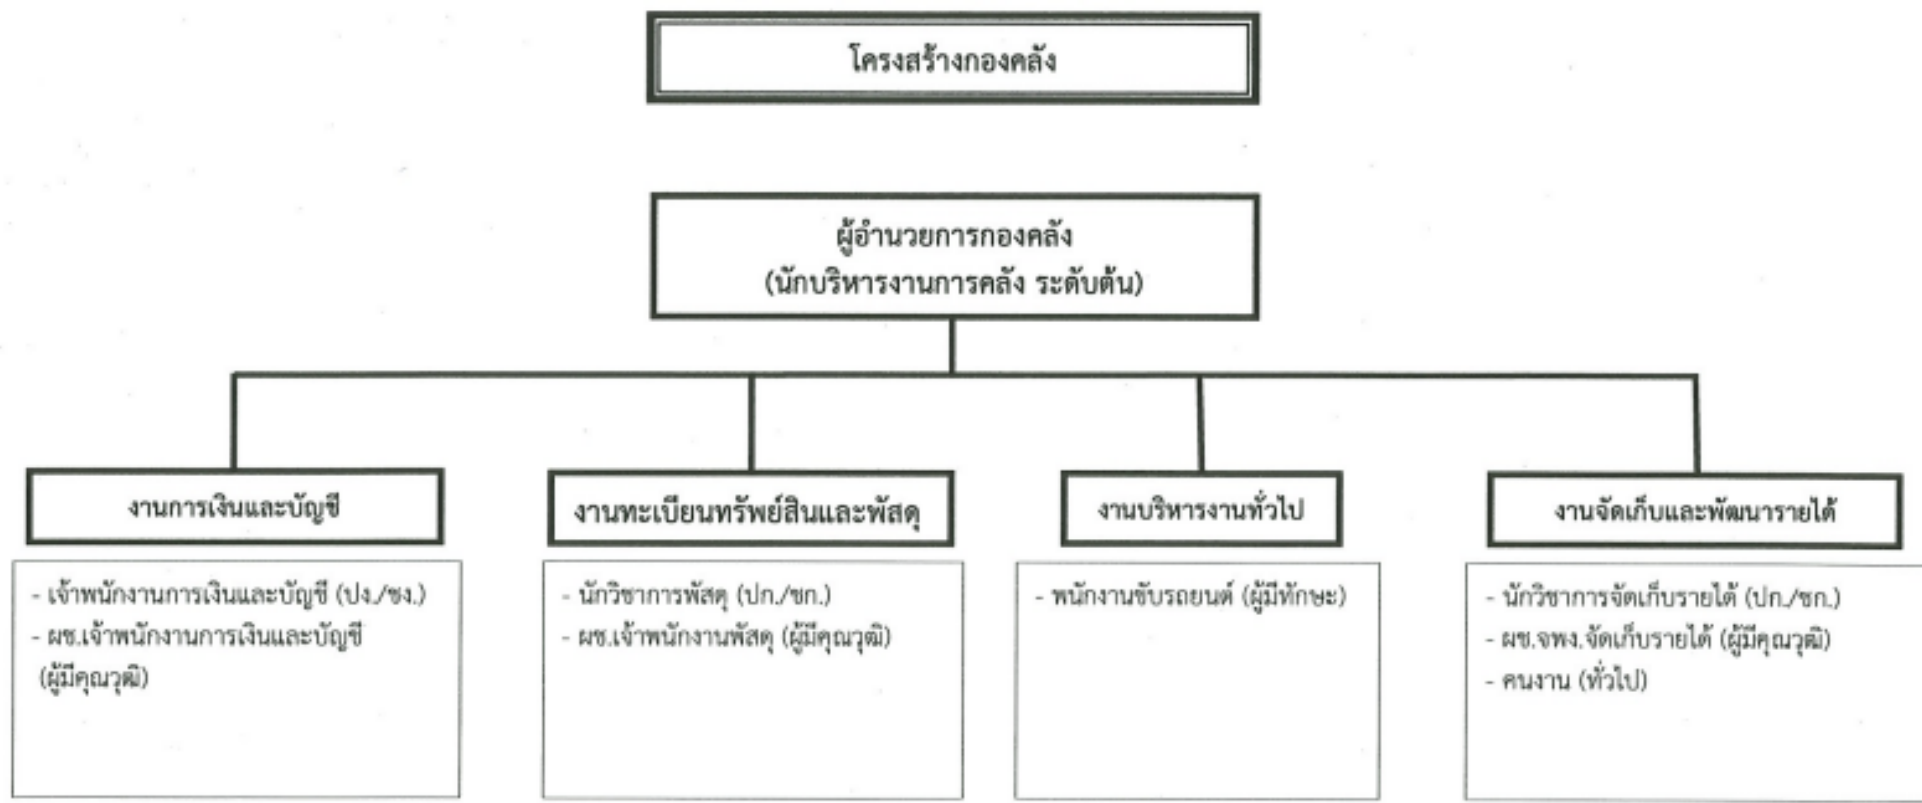 โครงสร้างกองคลัง
ผู้อำนวยการกองคลัง
(นักบริหารงานการคลัง ระดับต้น)
งานการเงินและบัญชี
- เจ้าพนักงานการเงินและบัญชี (ปง./ชง.)
- ผช.เจ้าพนักงานการเงินและบัญชี
(ผู้มีคุณวุฒิ)
งานทะเบียนทรัพย์สินและพัสดุ
- นักวิชาการพัสดุ (ปก./ชก.)
- ผช.เจ้าพนักงานพัสดุ (ผู้มีคุณวุฒิ)
งานบริหารงานทั่วไป
- พนักงานขับรถยนต์ (ผู้มีทักษะ)
งานจัดเก็บและพัฒนารายได้
- นักวิชาการจัดเก็บรายได้ (ปก./ชก.)
- ผช.จพง.จัดเก็บรายได้ (ผู้มีคุณวุฒิ)
- คนงาน (ทั่วไป)